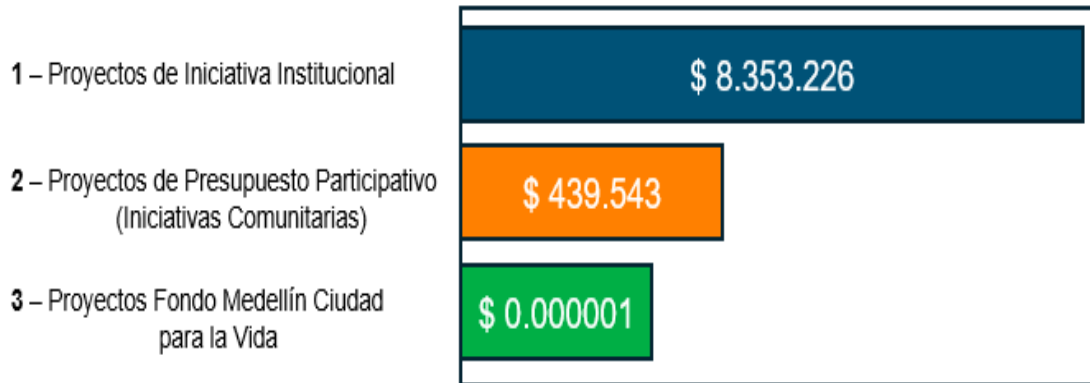 1 – Proyectos de Iniciativa Institucional
$ 8.353.226
2 – Proyectos de Presupuesto Participativo
(Iniciativas Comunitarias)
$ 439.543
3 – Proyectos Fondo Medellín Ciudad
para la Vida
$ 0.000001